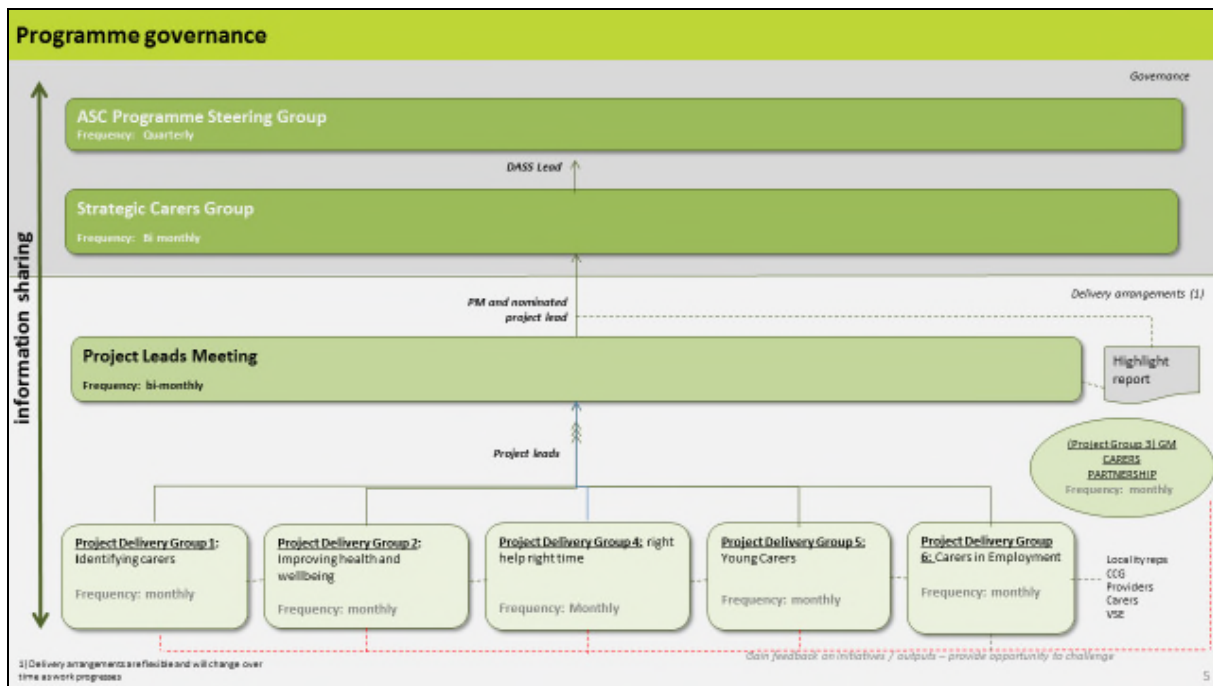 Programme governance
Governance
ASC Programme Steering Group
Frequency: Quarterly
DASS Lead
Strategic Carers Group
Frequency: Bi monthly
information sharing
Delivery arrangements (1)
PM and nominated
project lead
Project Leads Meeting
Frequency: bi-monthly
Highlight
report
(Project Group 3) GM
CARERS
PARTNERSHIP
Frequency: monthly
Project leads
Project Delivery Group 1:
Identifying carers
Frequency: monthly
Project Delivery Group 2:
Improving health and
wellbeing
Frequency: monthly
Project Delivery Group 4: right
help right time
Frequency: Monthly
Project Delivery Group 5:
Young Carers
Frequency: monthly
Project Delivery Group
6: Carers in Employment
Frequency: monthly
Locality reps
CCG
Providers
Carers
VSE
Gain feedback on initiatives / outputs – provide opportunity to challenge
1) Delivery arrangements are flexible and will change over
time as work progresses
5